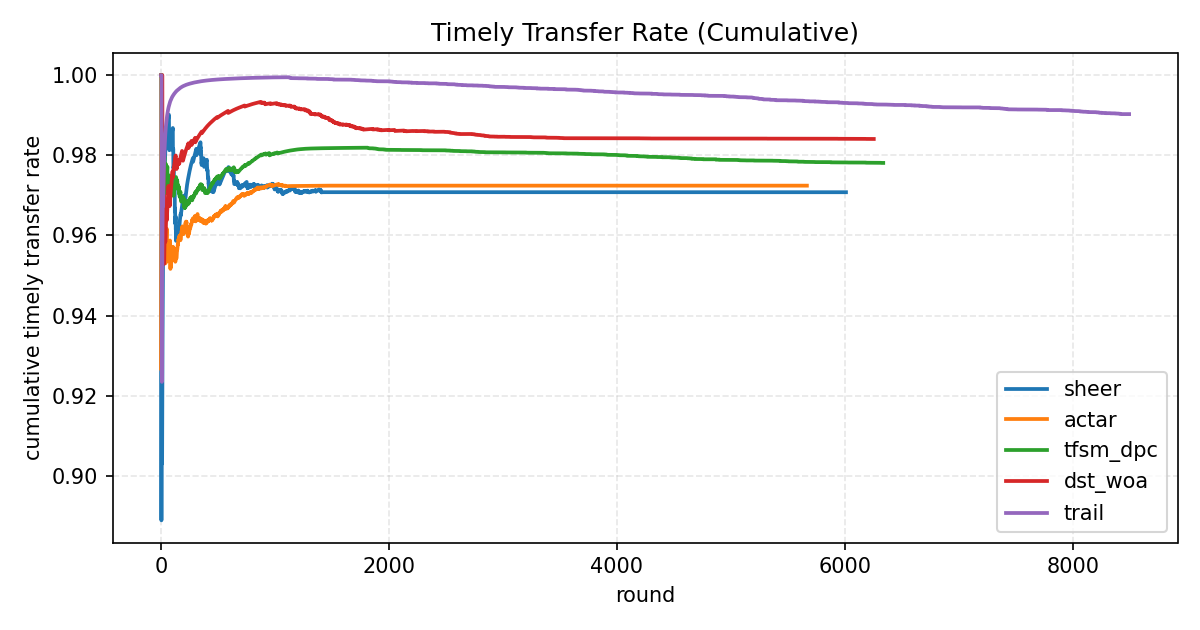 Timely Transfer Rate (Cumulative)
cumulative timely transfer rate
1.00
0.98
0.96
0.94
0.92
0.90
0
2000
4000
6000
8000
round
sheer
actar
tfsm_dpc
dst_woa
trail